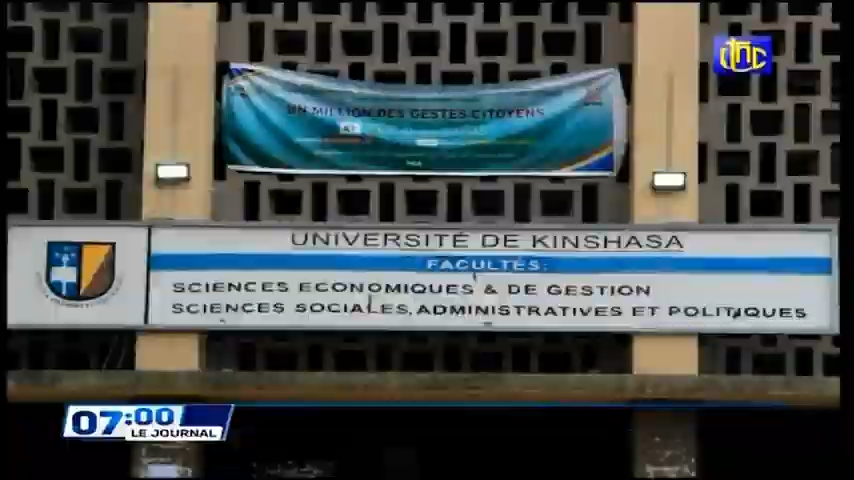 UN MILLION DES GESTES CITOYENS
UNIVERSITÉ DE KINSHASA
FACULTÉS:
SCIENCES ECONOMIQUES & DE GESTION
SCIENCES SOCIALES, ADMINISTRATIVES ET POLITIQUES
07:00
LE JOURNAL